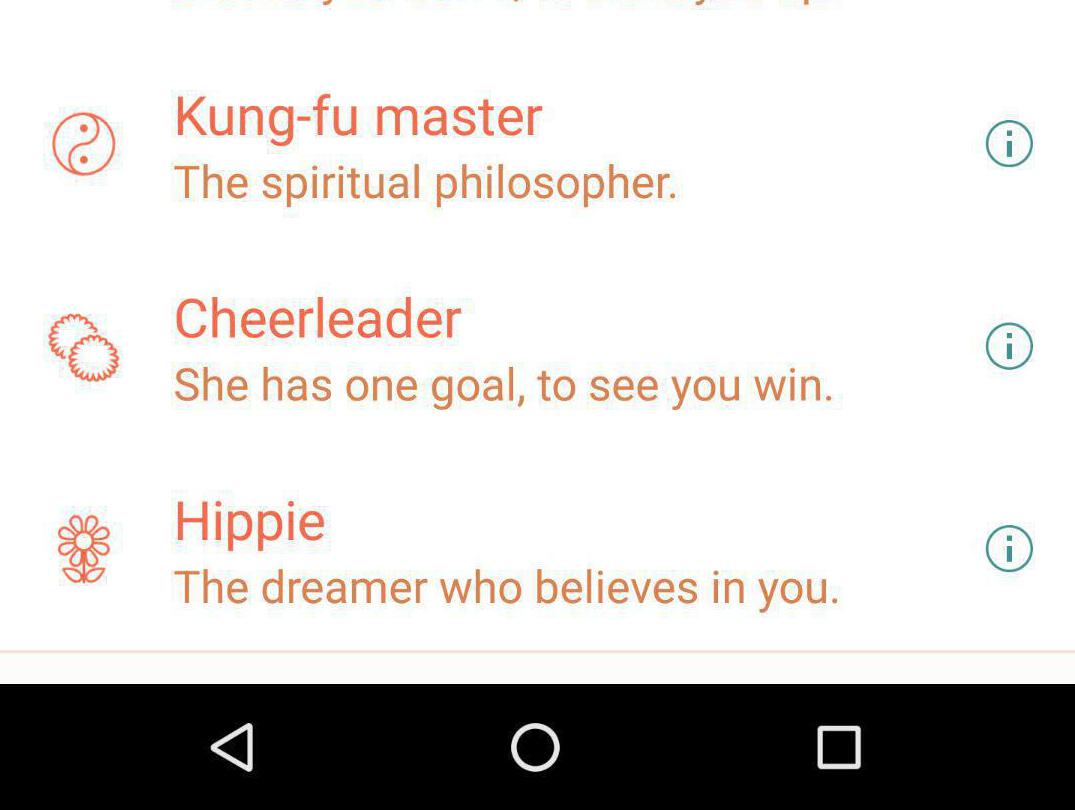 Kung-fu master
The spiritual philosopher.
Cheerleader
She has one goal, to see you win.
Hippie
The dreamer who believes in you.